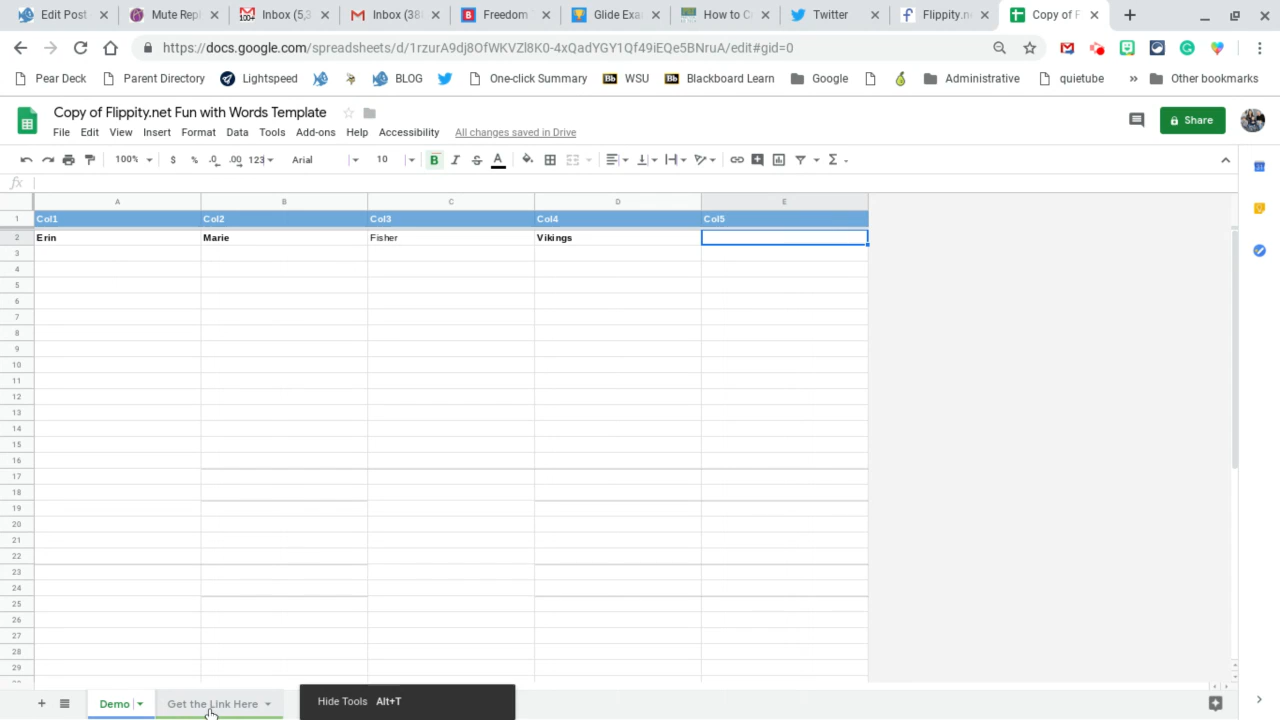 Edit Post Mute Repl Inbox (5,3 Inbox (38 Freedom Glide Exa How to C Twitter Flippity.n Copy of F
https://docs.google.com/spreadsheets/d/1rzurA9dj8OfWKVZl8K0-4xQadYGY1Qf49iEQe5BNruA/edit#gid=0
Pear Deck Parent Directory Lightspeed BLOG One-click Summary Bb WSU Bb Blackboard Learn Google Administrative quietube » Other bookmarks
Copy of Flippity.net Fun with Words Template
File Edit View Insert Format Data Tools Add-ons Help Accessibility All changes saved in Drive
Share
100% $ % .0 .00 123 Arial 10 B I S A Σ
fx
A B C D E
1 Col1 Col2 Col3 Col4 Col5
2 Erin Marie Fisher Vikings
3
4
5
6
7
8
9
10
11
12
13
14
15
16
17
18
19
20
21
22
23
24
25
26
27
28
29
+ Demo Get the Link Here Hide Tools Alt+T